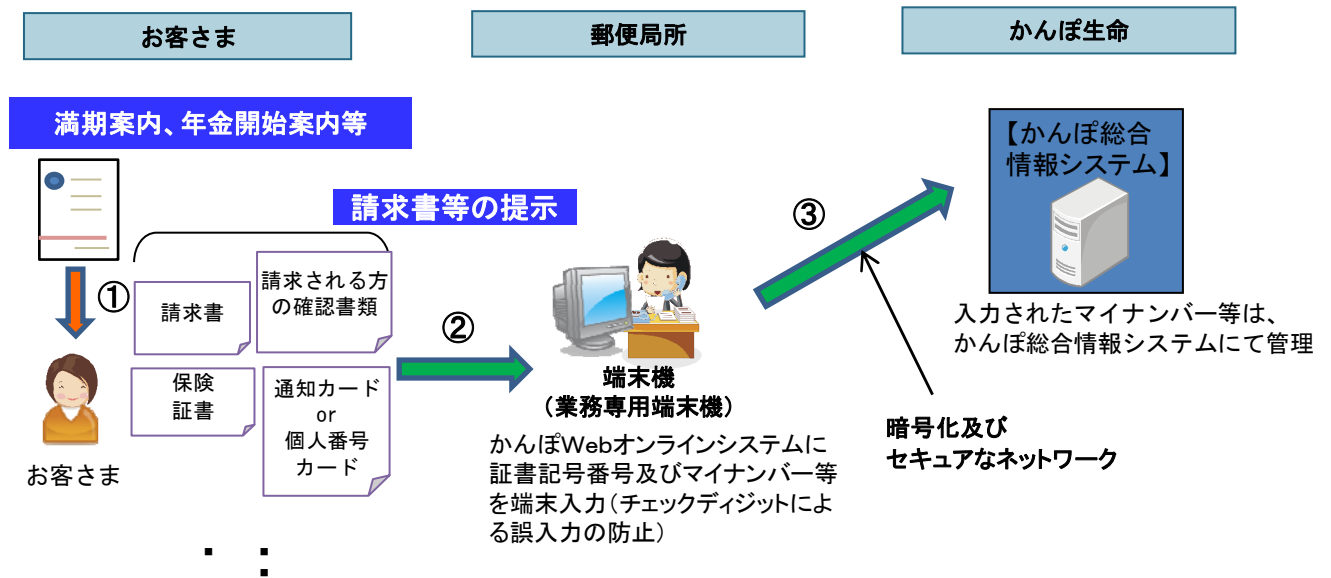 お客さま
郵便局所
かんぽ生命
満期案内、年金開始案内等
請求書等の提示
①
請求書
請求される方
の確認書類
保険
証書
通知カード
or
個人番号
カード
お客さま
②
端末機
（業務専用端末機）
かんぽWebオンラインシステムに
証書記号番号及びマイナンバー等
を端末入力（チェックディジットによ
る誤入力の防止）
③
暗号化及び
セキュアなネットワーク
【かんぽ総合
情報システム】
入力されたマイナンバー等は、
かんぽ総合情報システムにて管理